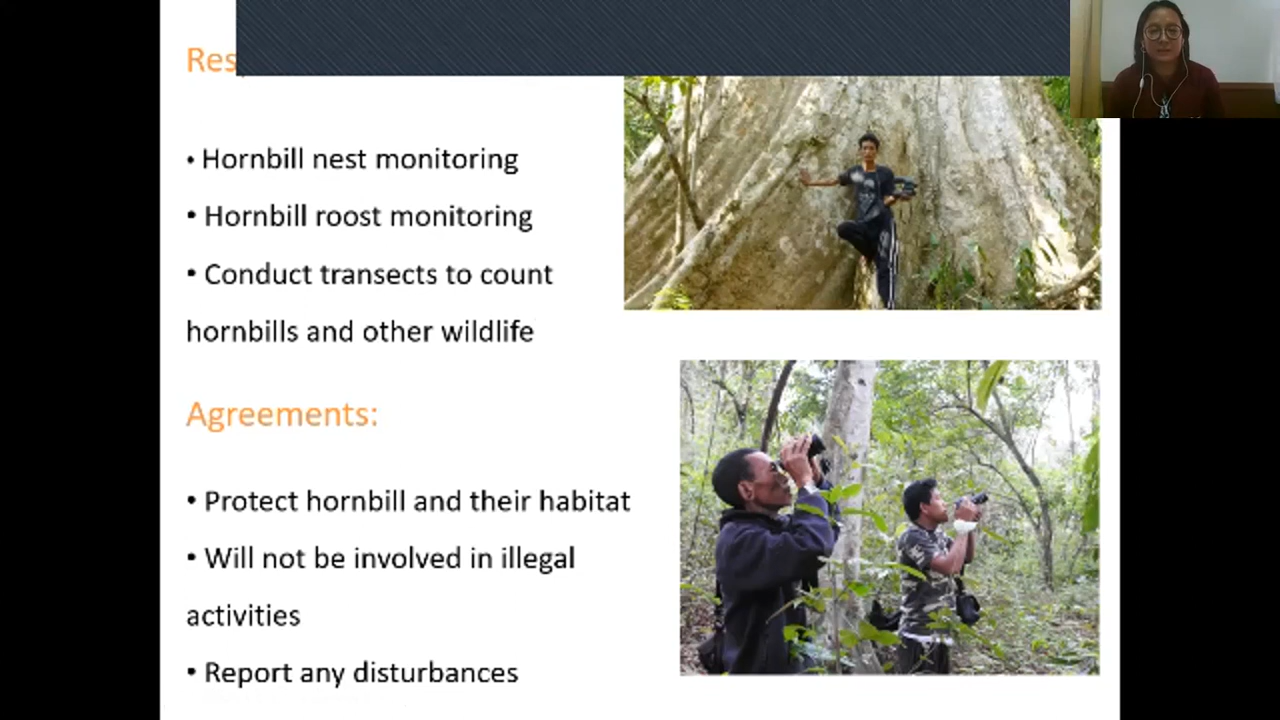 • Hornbill nest monitoring
• Hornbill roost monitoring
• Conduct transects to count
hornbills and other wildlife
Agreements:
• Protect hornbill and their habitat
• Will not be involved in illegal
activities
• Report any disturbances